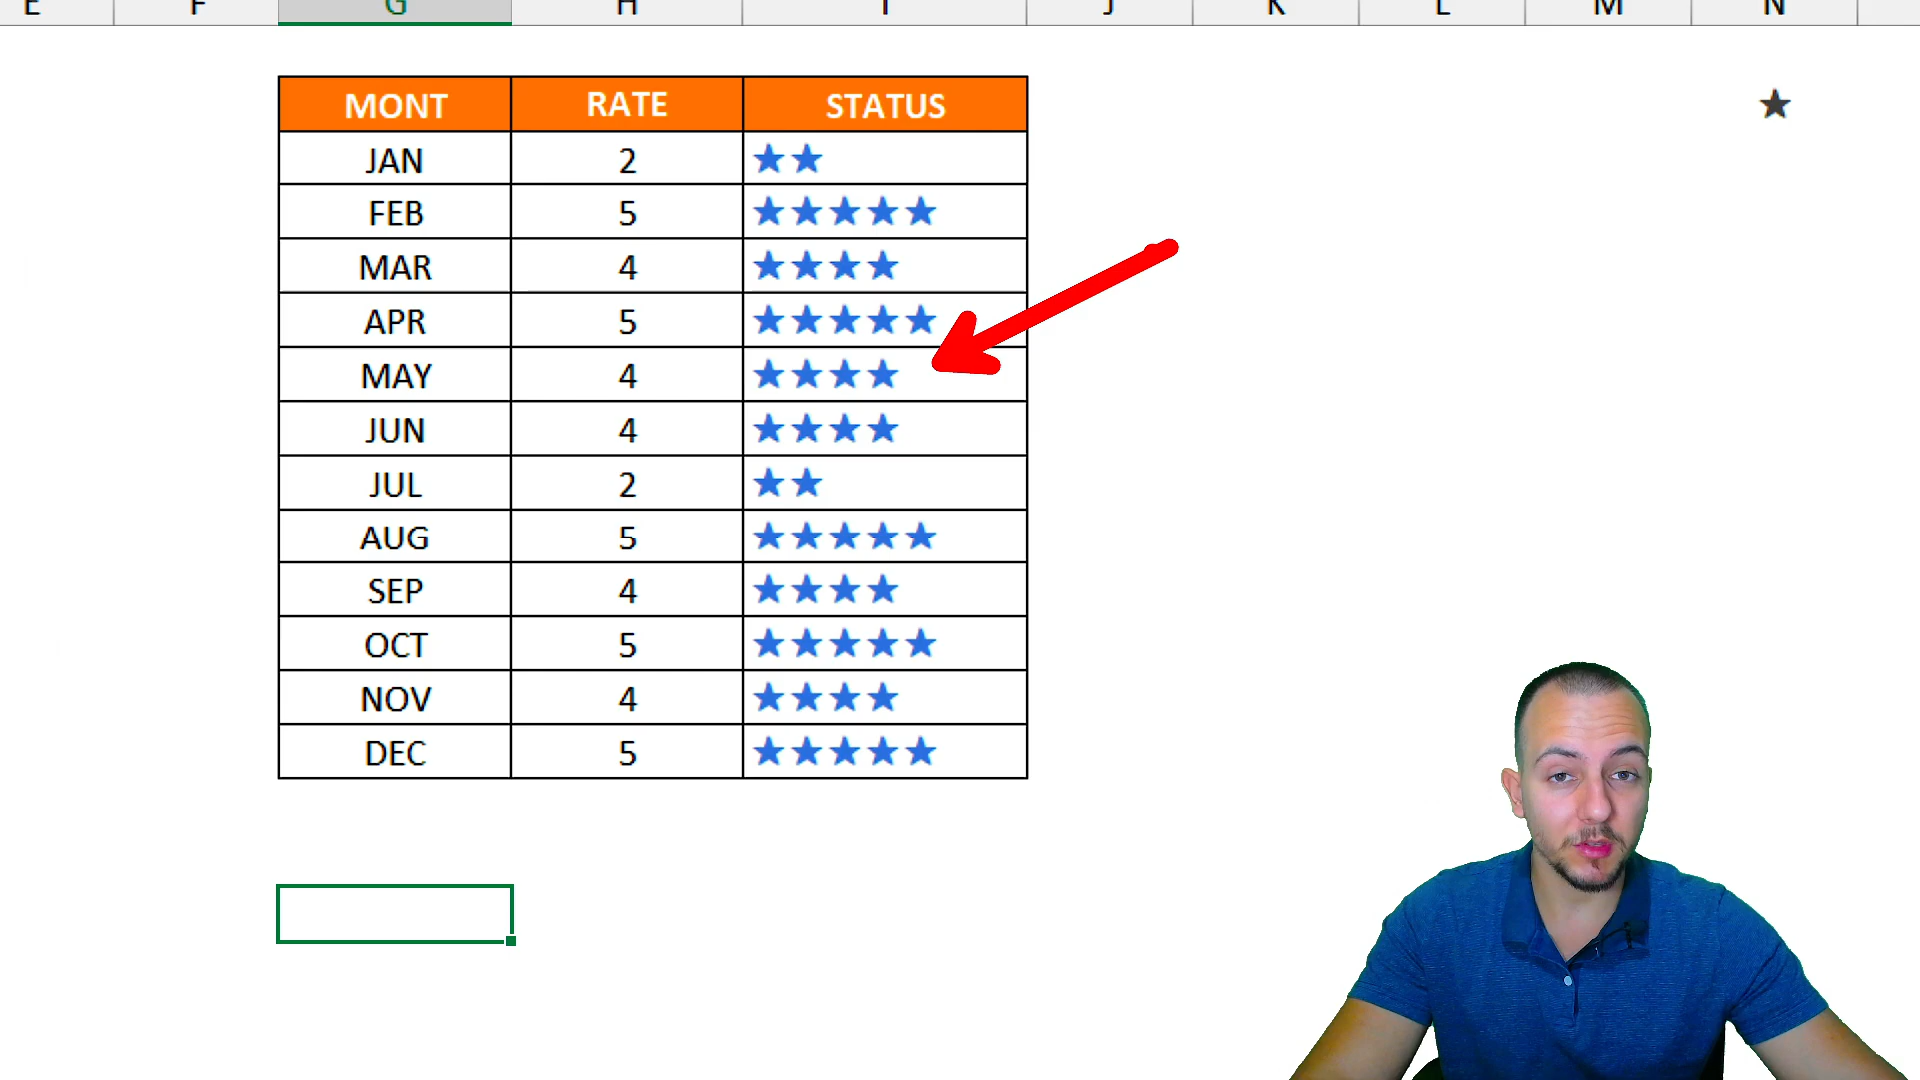 E F G H I J K L M N
MONT RATE STATUS ★
JAN 2 ★★
FEB 5 ★★★★★
MAR 4 ★★★★
APR 5 ★★★★★
MAY 4 ★★★★
JUN 4 ★★★★
JUL 2 ★★
AUG 5 ★★★★★
SEP 4 ★★★★
OCT 5 ★★★★★
NOV 4 ★★★★
DEC 5 ★★★★★